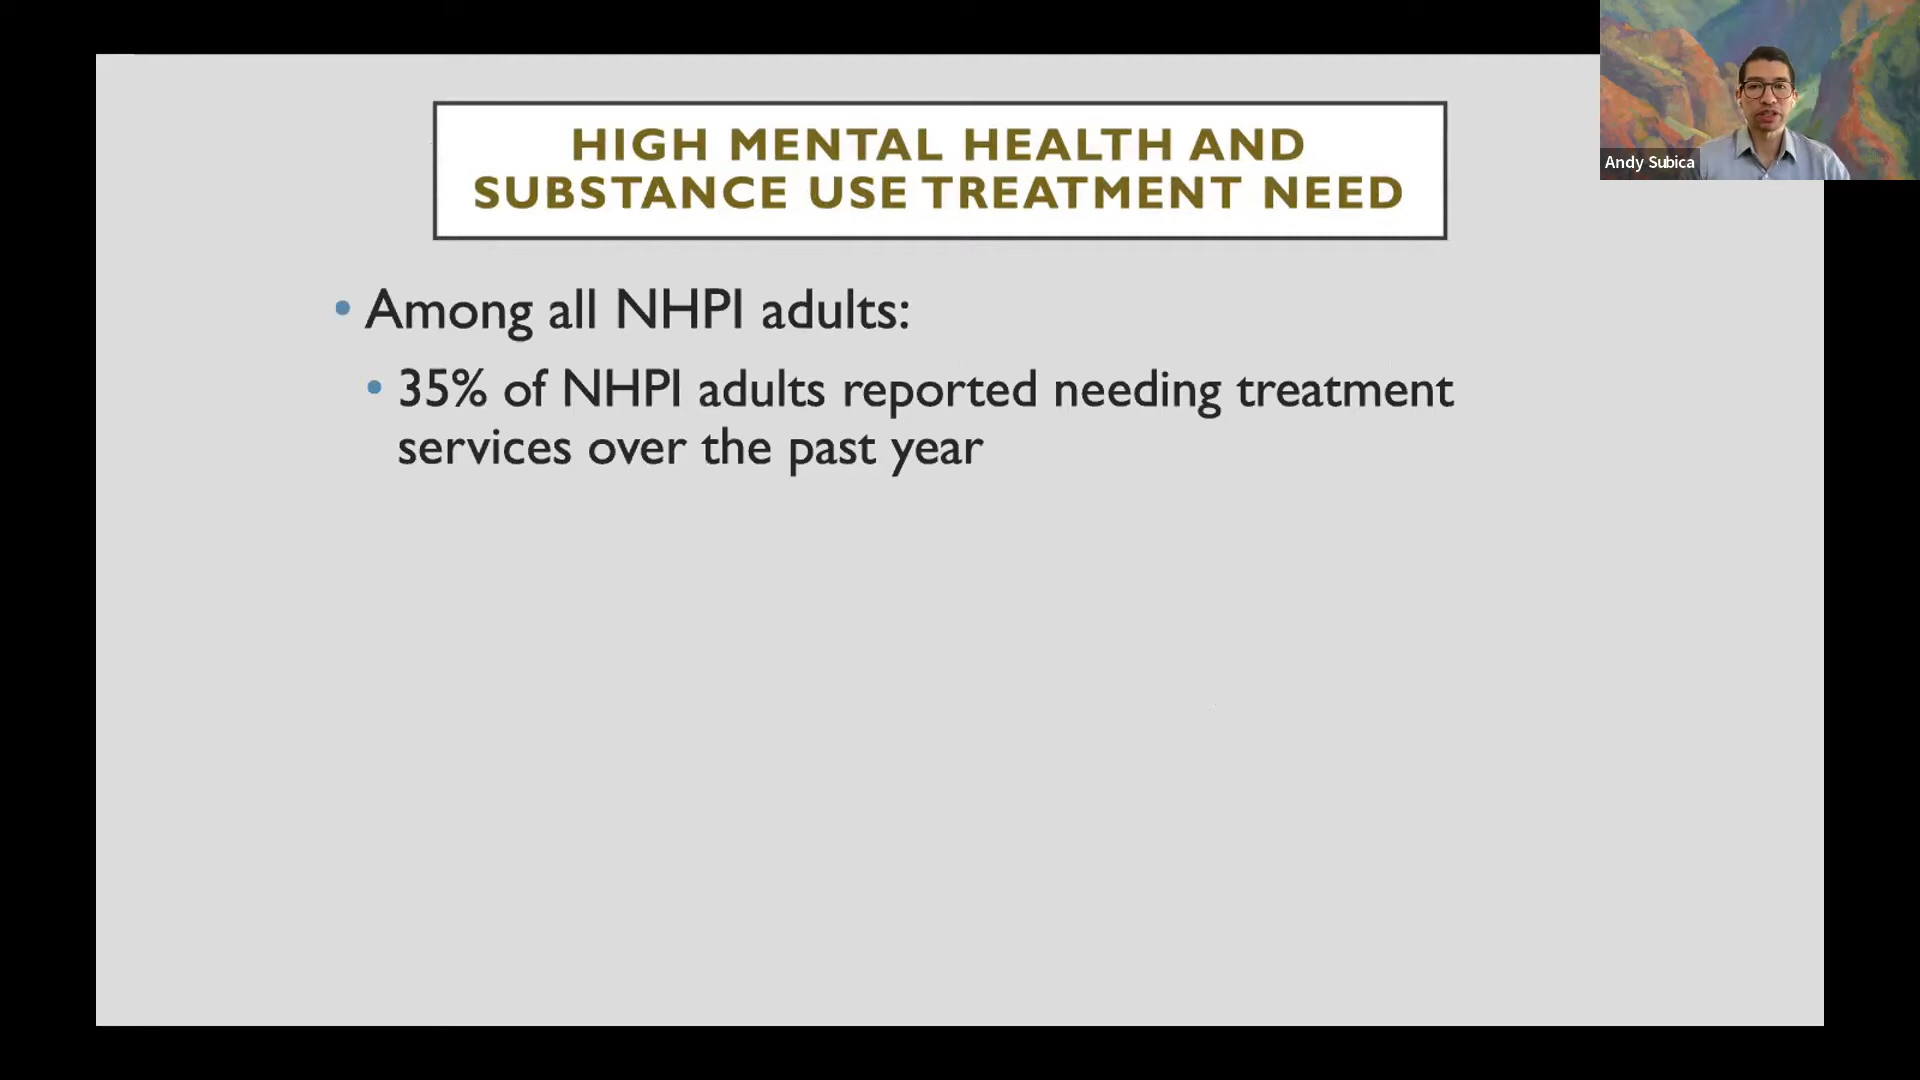 HIGH MENTAL HEALTH AND
SUBSTANCE USE TREATMENT NEED
Andy Subica
• Among all NHPI adults:
• 35% of NHPI adults reported needing treatment
services over the past year